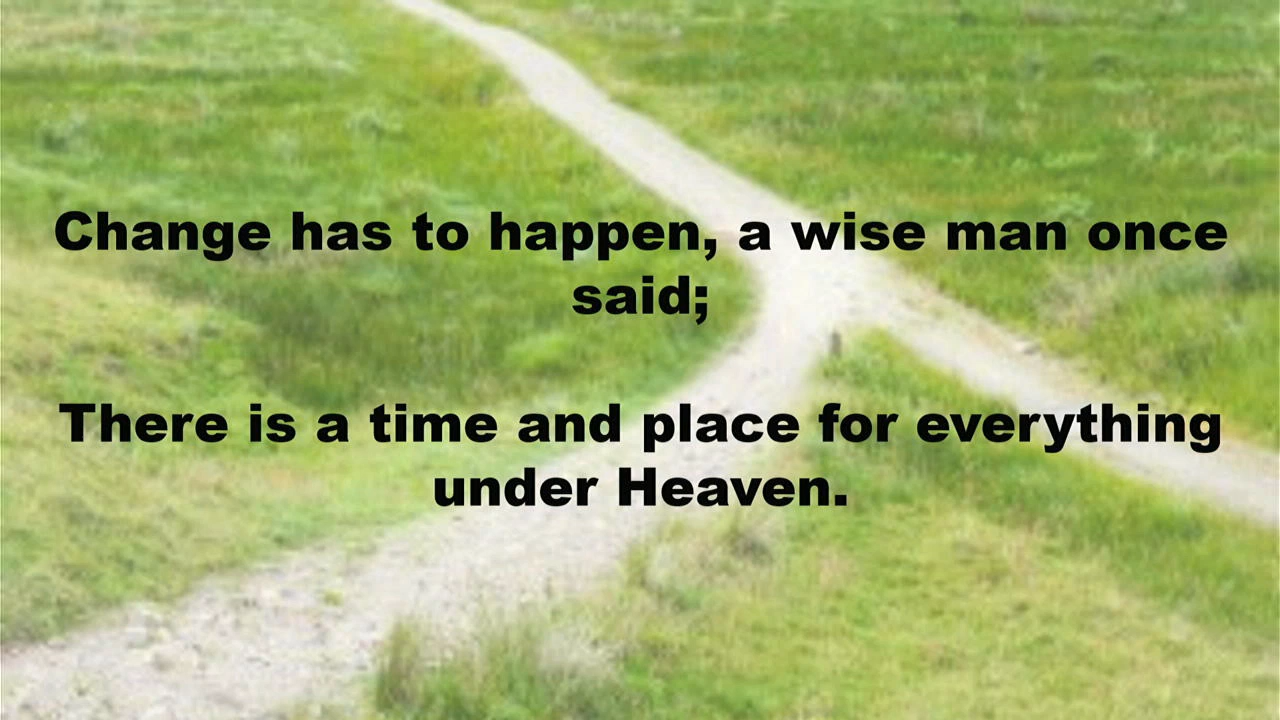 Change has to happen, a wise man once
said;
There is a time and place for everything
under Heaven.